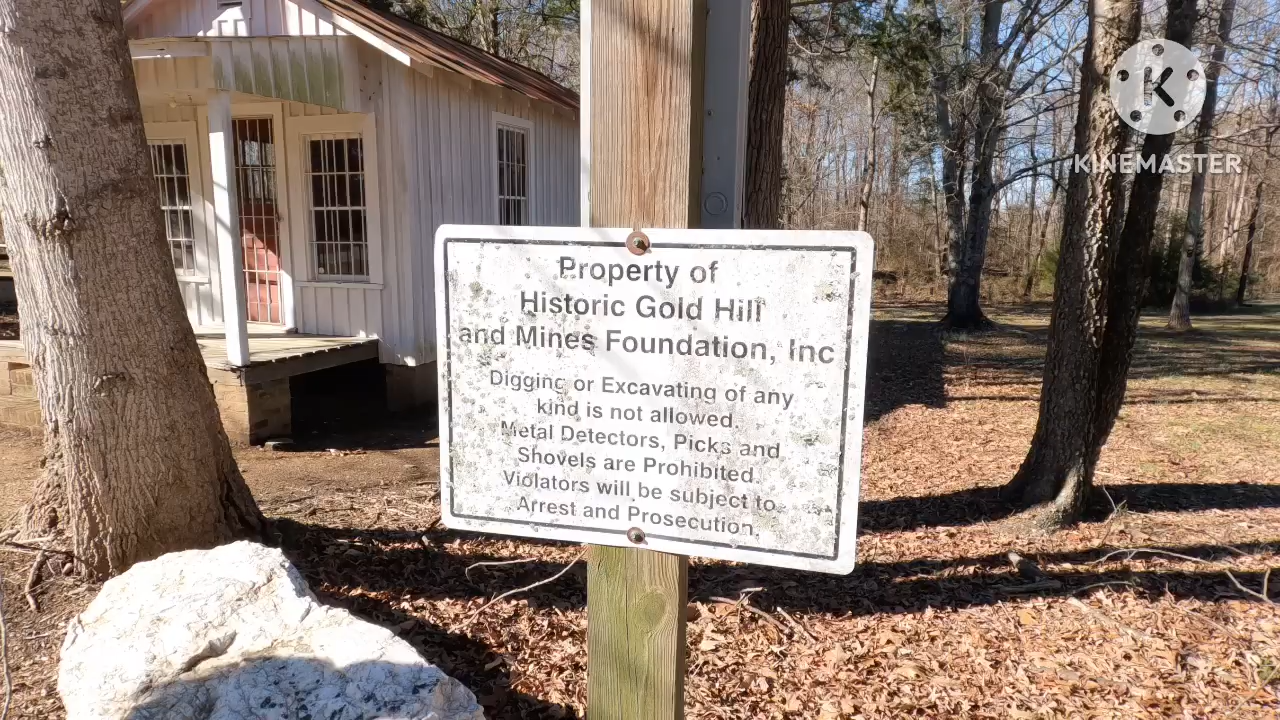 KINEMASTER
Property of
Historic Gold Hill
and Mines Foundation, Inc
Digging or Excavating of any
kind is not allowed.
Metal Detectors, Picks and
Shovels are Prohibited.
Violators will be subject to
Arrest and Prosecution.